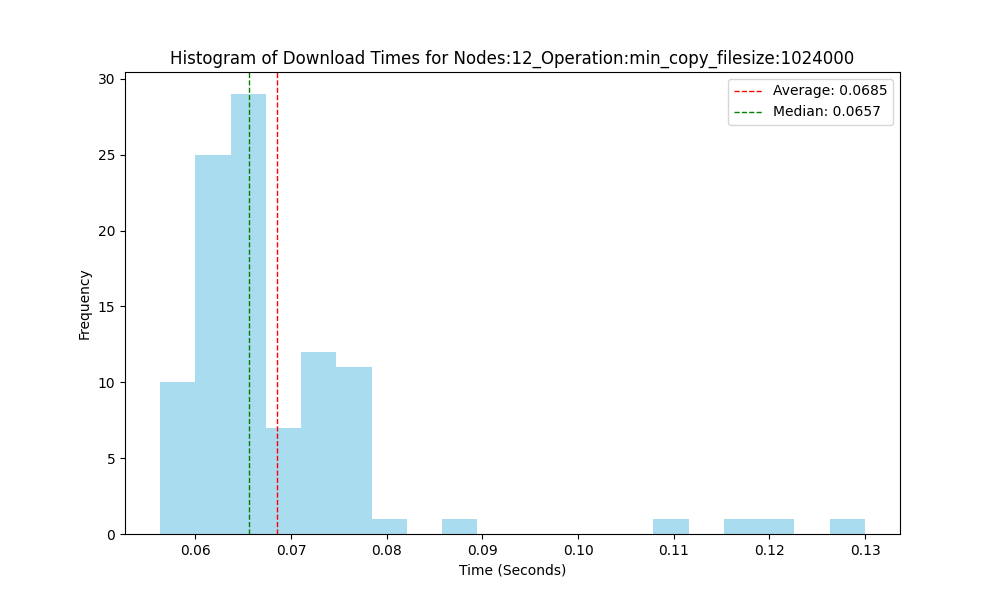 Histogram of Download Times for Nodes:12_Operation:min_copy_filesize:1024000
Average: 0.0685
Median: 0.0657
Frequency
30
25
20
15
10
5
0
0.06 0.07 0.08 0.09 0.10 0.11 0.12 0.13
Time (Seconds)